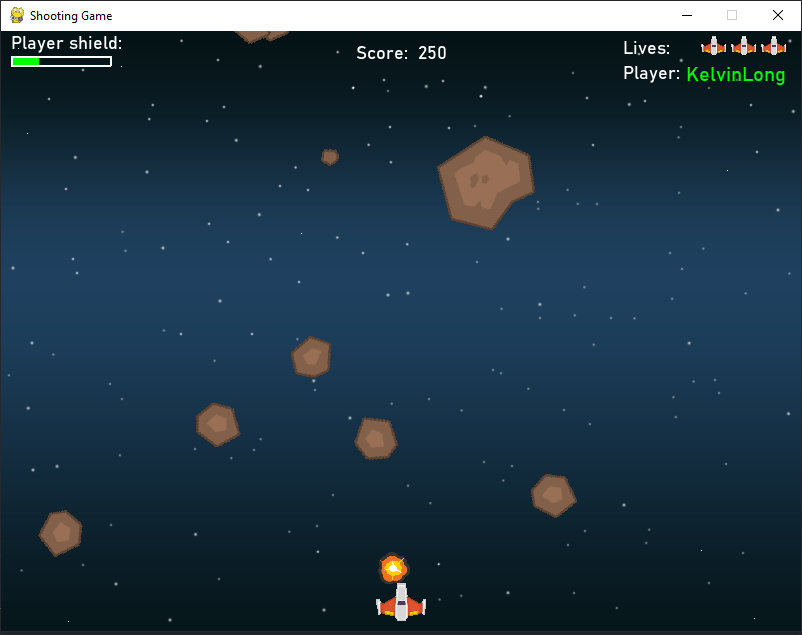 Shooting Game
Player shield:
Score: 250
Lives:
Player: KelvinLong